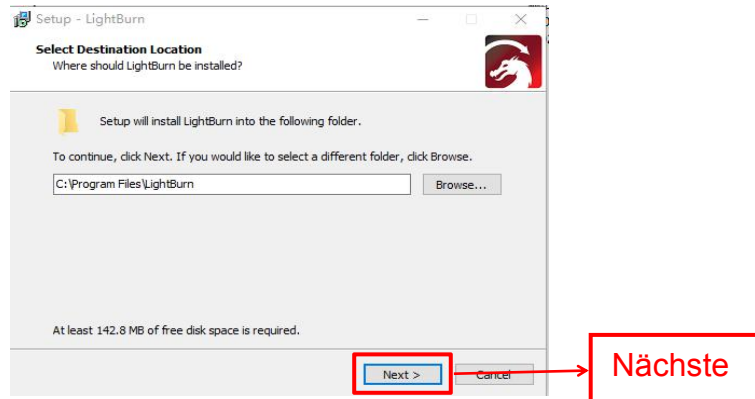 Setup - LightBurn
Select Destination Location
Where should LightBurn be installed?
Setup will install LightBurn into the following folder.
To continue, click Next. If you would like to select a different folder, click Browse.
C:\Program Files\LightBurn
Browse...
At least 142.8 MB of free disk space is required.
Next >
Cancel
Nächste